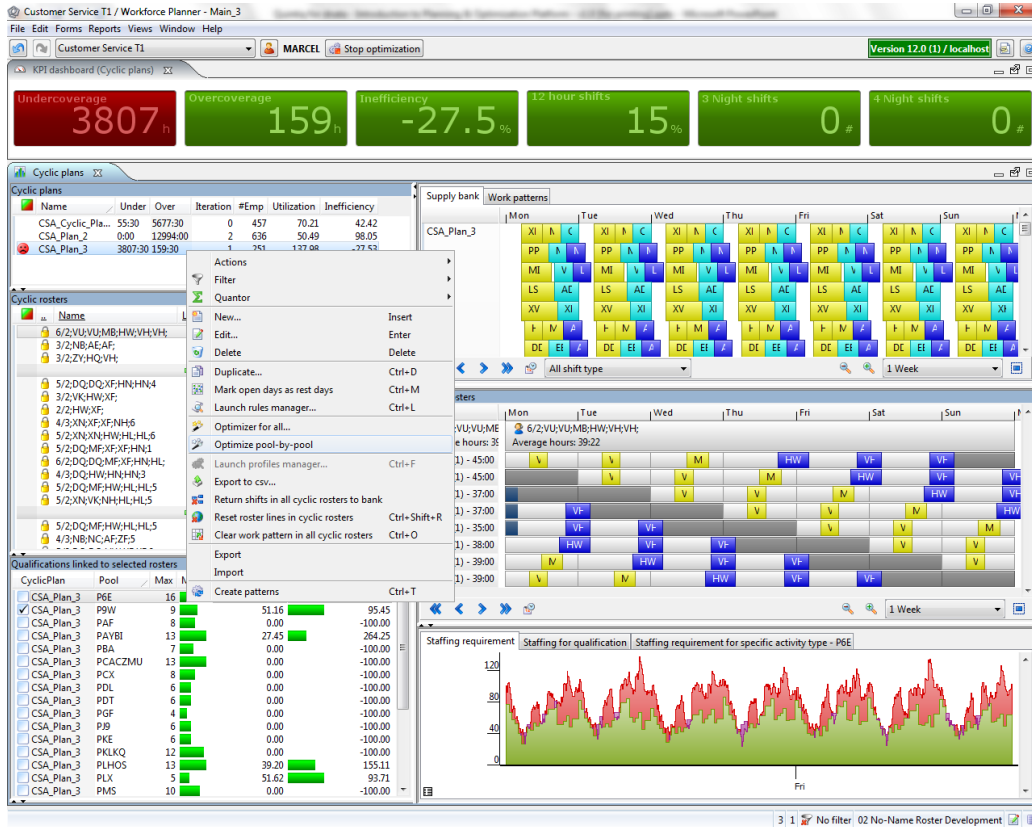 Customer Service T1 / Workforce Planner - Main_3
File Edit Forms Reports Views Window Help
Customer Service T1 MARCEL Stop optimization Version 12.0 (1) / localhost
KPI dashboard (Cyclic plans)
Undercoverage 3807 h
Overcoverage 159 h
Inefficiency -27.5 %
12 hour shifts 15 %
3 Night shifts 0 #
4 Night shifts 0 #
Cyclic plans
Cyclic plans
Name Under Over Iteration #Emp Utilization Inefficiency
CSA_Cyclic_Pla... 55:30 5677:30 0 457 70.21 42.42
CSA_Plan_2 0:00 12994:00 2 636 50.49 98.05
CSA_Plan_3 3807:30 159:30 1 251 137.98 -27.53
Actions
Filter
Quantor
New... Insert
Edit... Enter
Delete Delete
Duplicate... Ctrl+D
Mark open days as rest days Ctrl+M
Launch rules manager... Ctrl+L
Optimizer for all...
Optimize pool-by-pool
Launch profiles manager... Ctrl+F
Export to csv...
Return shifts in all cyclic rosters to bank
Reset roster lines in cyclic rosters Ctrl+Shift+R
Clear work pattern in all cyclic rosters Ctrl+O
Export
Import
Create patterns Ctrl+T
Cyclic rosters
.. Name L
6/2;VU;VU;MB;HW;VH;VH;
3/2;NB;AE;AF;
3/2;ZY;HQ;VH;
5/2;DQ;DQ;XF;HN;HN;4
3/2;VK;HW;XF;
2/2;HW;XF;
4/3;XN;XF;XF;NH;6
5/2;XN;XN;HW;HL;HL;6
5/2;DQ;MF;XF;XF;HN;1
6/2;DQ;DQ;MF;XF;HN;HL;
4/3;DQ;HW;HN;HN;3
5/2;DQ;MF;HW;HL;HL;5
5/2;XN;VK;NH;HL;HL;5
5/2;DQ;MF;HW;HL;HL;5
4/3;NB;NC;AF;ZF;5
Qualifications linked to selected rosters
CyclicPlan Pool Max
CSA_Plan_3 P6E 16
CSA_Plan_3 P9W 9 51.16 95.45
CSA_Plan_3 PAF 8 0.00 -100.00
CSA_Plan_3 PAYBI 13 27.45 264.25
CSA_Plan_3 PBA 7 0.00 -100.00
CSA_Plan_3 PCACZMU 13 0.00 -100.00
CSA_Plan_3 PCX 8 0.00 -100.00
CSA_Plan_3 PDL 6 0.00 -100.00
CSA_Plan_3 PDT 6 0.00 -100.00
CSA_Plan_3 PGF 4 0.00 -100.00
CSA_Plan_3 PJ9 6 0.00 -100.00
CSA_Plan_3 PKE 6 0.00 -100.00
CSA_Plan_3 PKLKQ 12 0.00 -100.00
CSA_Plan_3 PLHOS 13 39.20 155.11
CSA_Plan_3 PLX 5 51.62 93.71
CSA_Plan_3 PMS 10 0.00 -100.00
Supply bank Work patterns
Mon Tue Wed Thu Fri Sat Sun
CSA_Plan_3
All shift type 1 Week
sters
Mon Tue Wed Thu Fri Sat Sun
;VU;VU;ME 6/2;VU;VU;MB;HW;VH;VH;
e hours: 39 Average hours: 39:22
1) - 45:00 M HW
1) - 45:00 M HW
1) - 37:00 HW
1) - 37:00 HW
1) - 35:00 M
1) - 38:00 HW
1) - 39:00 HW
1) - 39:00 HW
1 Week
Staffing requirement Staffing for qualification Staffing requirement for specific activity type - P6E
120
80
40
0
Fri
3 1 No filter 02 No-Name Roster Development